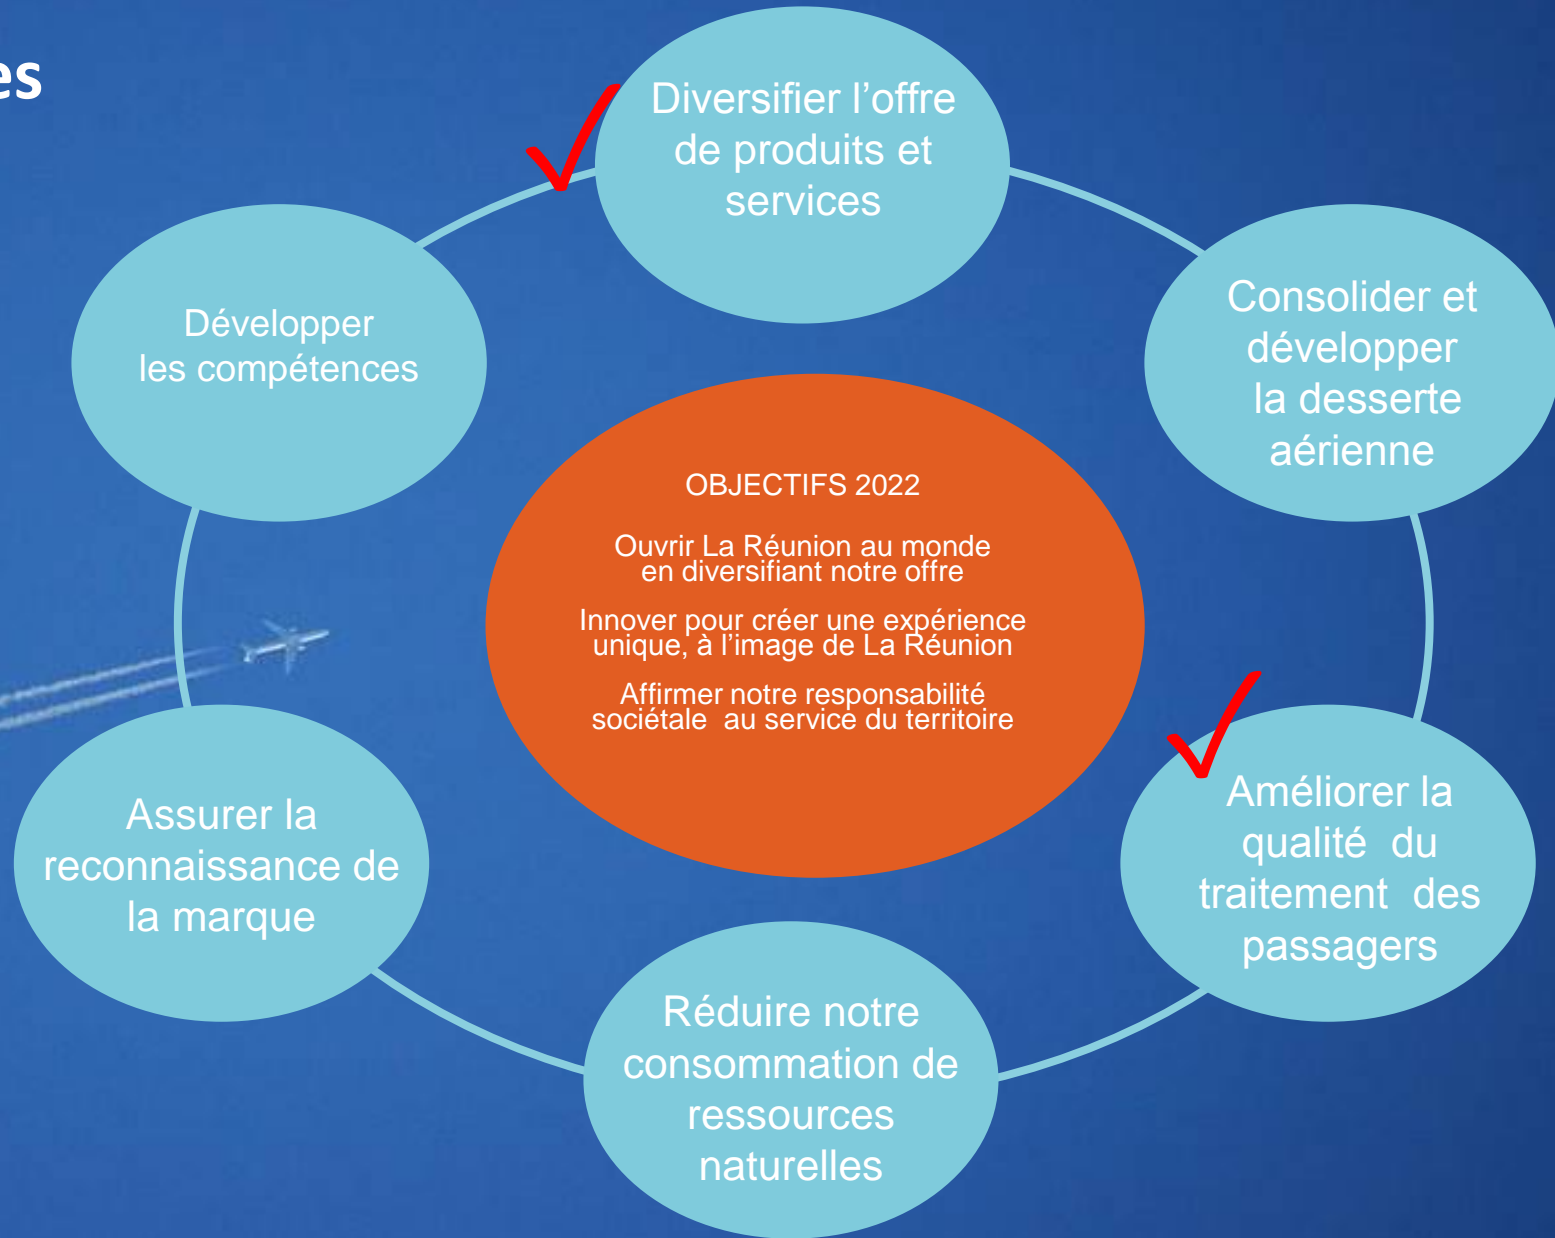 es
Diversifier l’offre
de produits et
services
Consolider et
développer
la desserte
aérienne
Améliorer la
qualité  du
traitement  des
passagers
Réduire notre
consommation de
ressources
naturelles
Assurer la
reconnaissance de
la marque
Développer
les compétences
OBJECTIFS 2022
Ouvrir La Réunion au monde
en diversifiant notre offre
Innover pour créer une expérience
unique, à l’image de La Réunion
Affirmer notre responsabilité
sociétale  au service du territoire